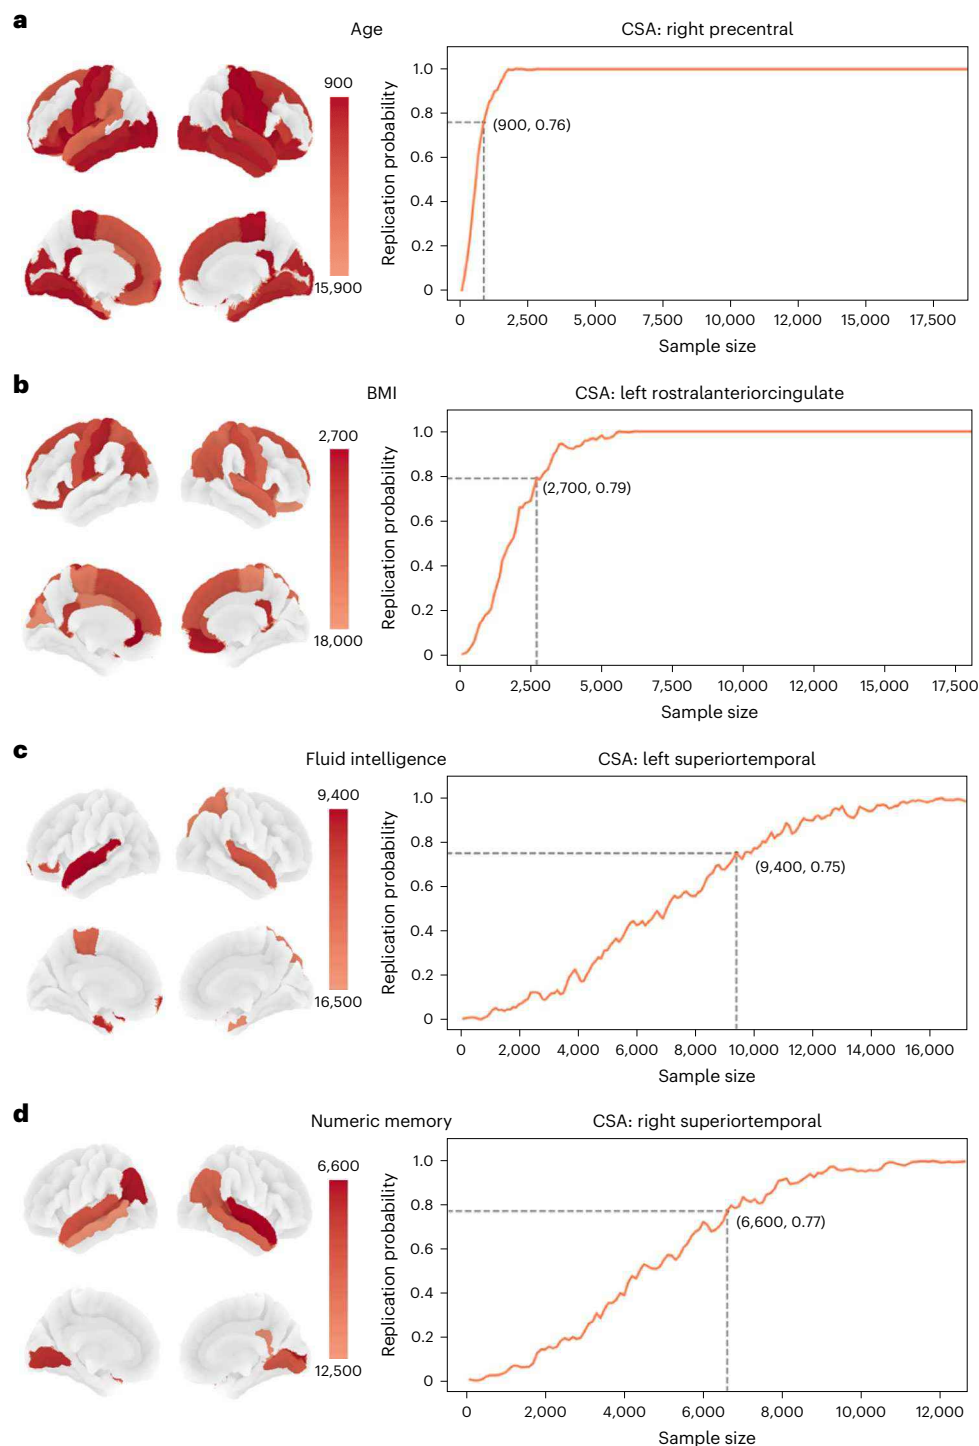 a
Age
CSA: right precentral
900
15,900
Replication probability
1.0
0.8
0.6
0.4
0.2
0
(900, 0.76)
0 2,500 5,000 7,500 10,000 12,000 15,000 17,500
Sample size
b
BMI
CSA: left rostralanteriorcingulate
2,700
18,000
Replication probability
1.0
0.8
0.6
0.4
0.2
0
(2,700, 0.79)
0 2,500 5,000 7,500 10,000 12,000 15,000 17,500
Sample size
c
Fluid intelligence
CSA: left superiortemporal
9,400
16,500
Replication probability
1.0
0.8
0.6
0.4
0.2
0
(9,400, 0.75)
0 2,000 4,000 6,000 8,000 10,000 12,000 14,000 16,000
Sample size
d
Numeric memory
CSA: right superiortemporal
6,600
12,500
Replication probability
1.0
0.8
0.6
0.4
0.2
0
(6,600, 0.77)
0 2,000 4,000 6,000 8,000 10,000 12,000
Sample size